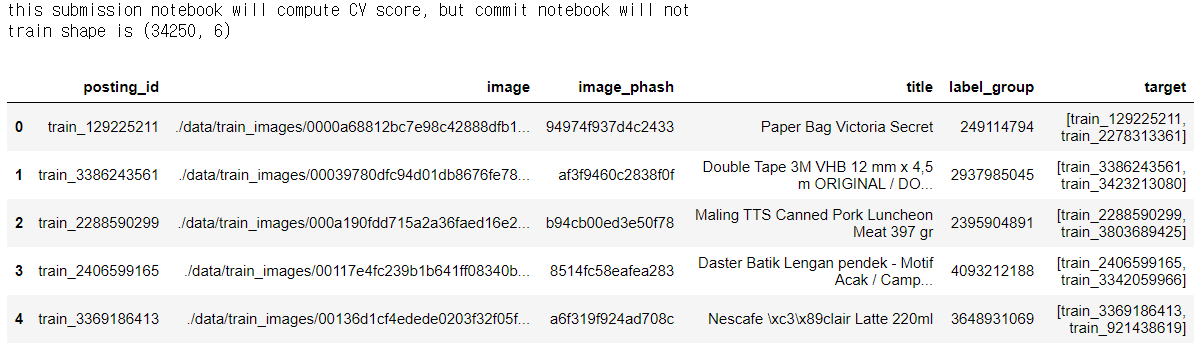 this submission notebook will compute CV score, but commit notebook will not
train shape is (34250, 6)
posting_id image image_phash title label_group target
0 train_129225211 ./data/train_images/0000a68812bc7e98c42888dfb1... 94974f937d4c2433 Paper Bag Victoria Secret 249114794 [train_129225211,
train_2278313361]
1 train_3386243561 ./data/train_images/00039780dfc94d01db8676fe78... af3f9460c2838f0f Double Tape 3M VHB 12 mm x 4,5 2937985045 [train_3386243561,
m ORIGINAL / DO... train_3423213080]
2 train_2288590299 ./data/train_images/000a190fdd715a2a36faed16e2... b94cb00ed3e50f78 Maling TTS Canned Pork Luncheon 2395904891 [train_2288590299,
Meat 397 gr train_3803689425]
3 train_2406599165 ./data/train_images/00117e4fc239b1b641ff08340b... 8514fc58eafea283 Daster Batik Lengan pendek - Motif 4093212188 [train_2406599165,
Acak / Camp... train_3342059966]
4 train_3369186413 ./data/train_images/00136d1cf4edede0203f32f05f... a6f319f924ad708c Nescafe \xc3\x89clair Latte 220ml 3648931069 [train_3369186413,
train_921438619]